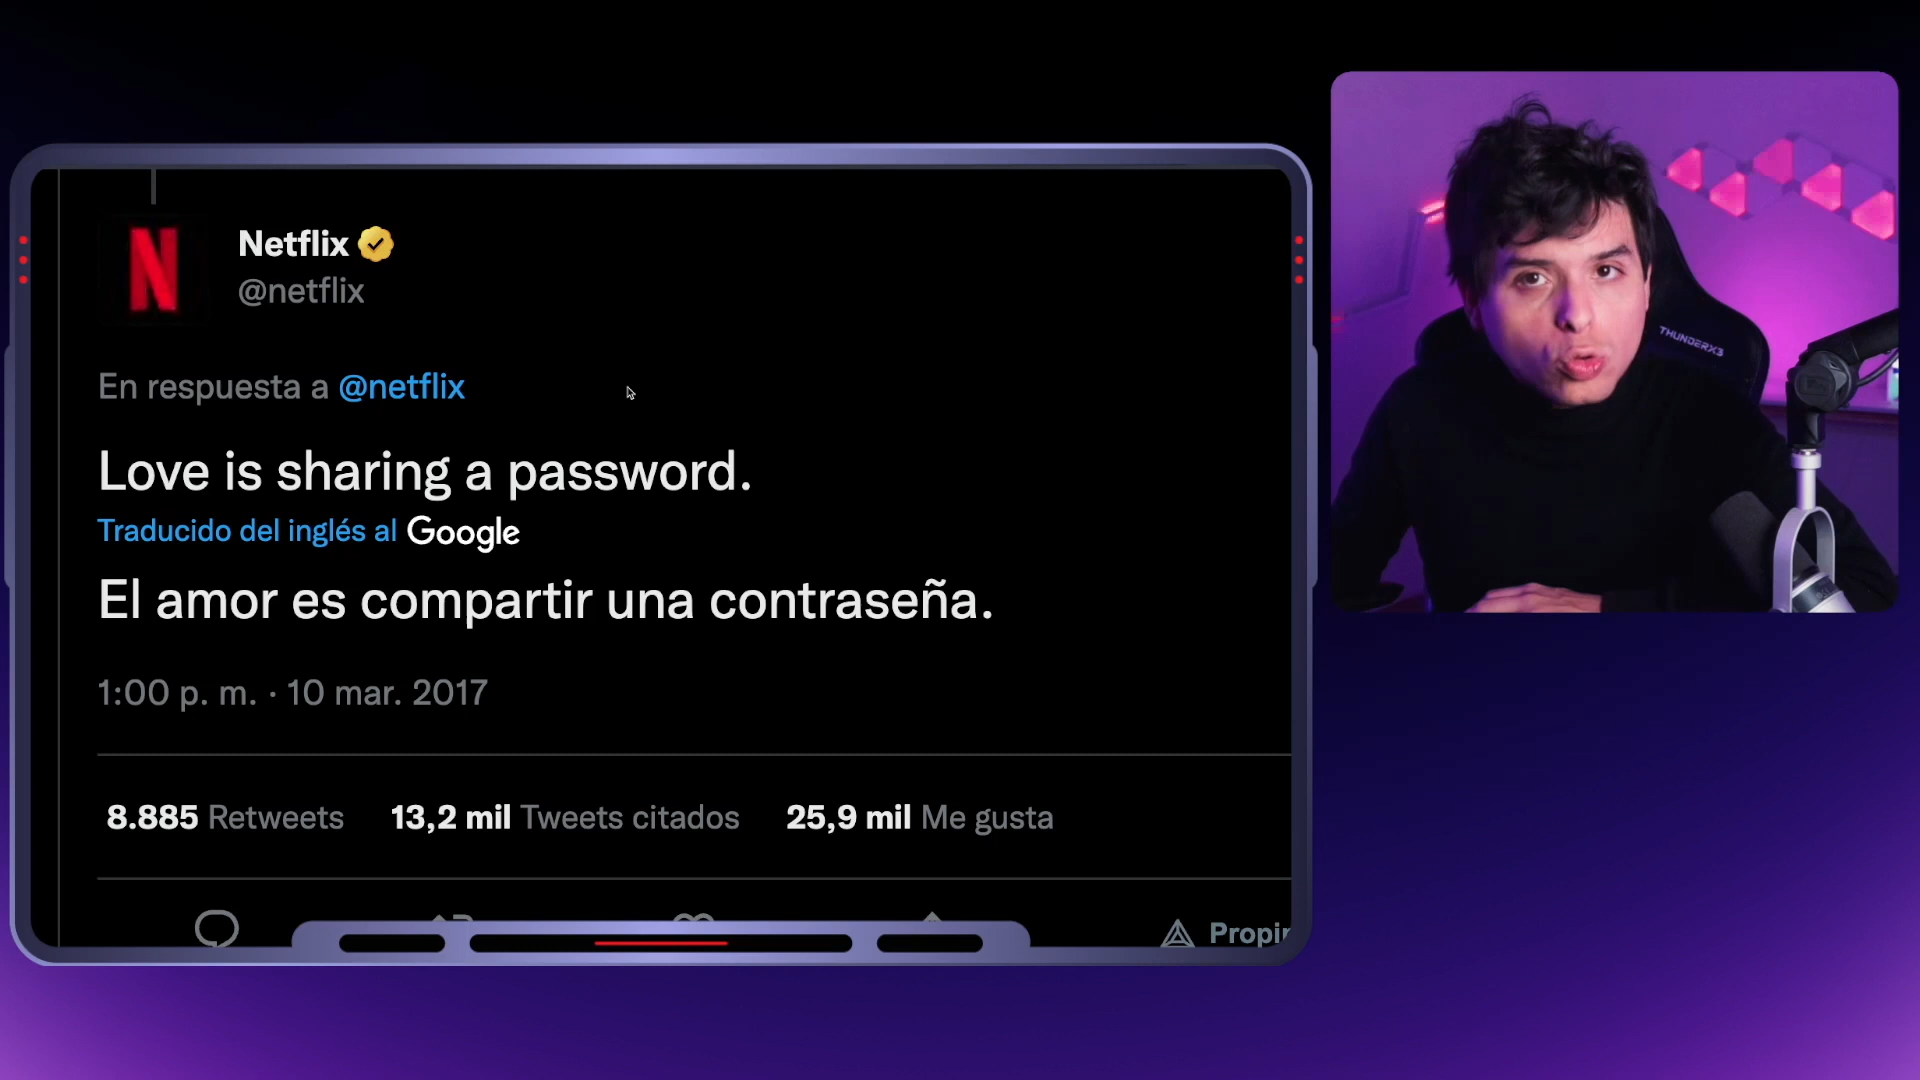 Netflix
@netflix
En respuesta a @netflix
Love is sharing a password.
Traducido del inglés al Google
El amor es compartir una contraseña.
1:00 p. m. · 10 mar. 2017
8.885 Retweets 13,2 mil Tweets citados 25,9 mil Me gusta
Propin
THUNDERX3